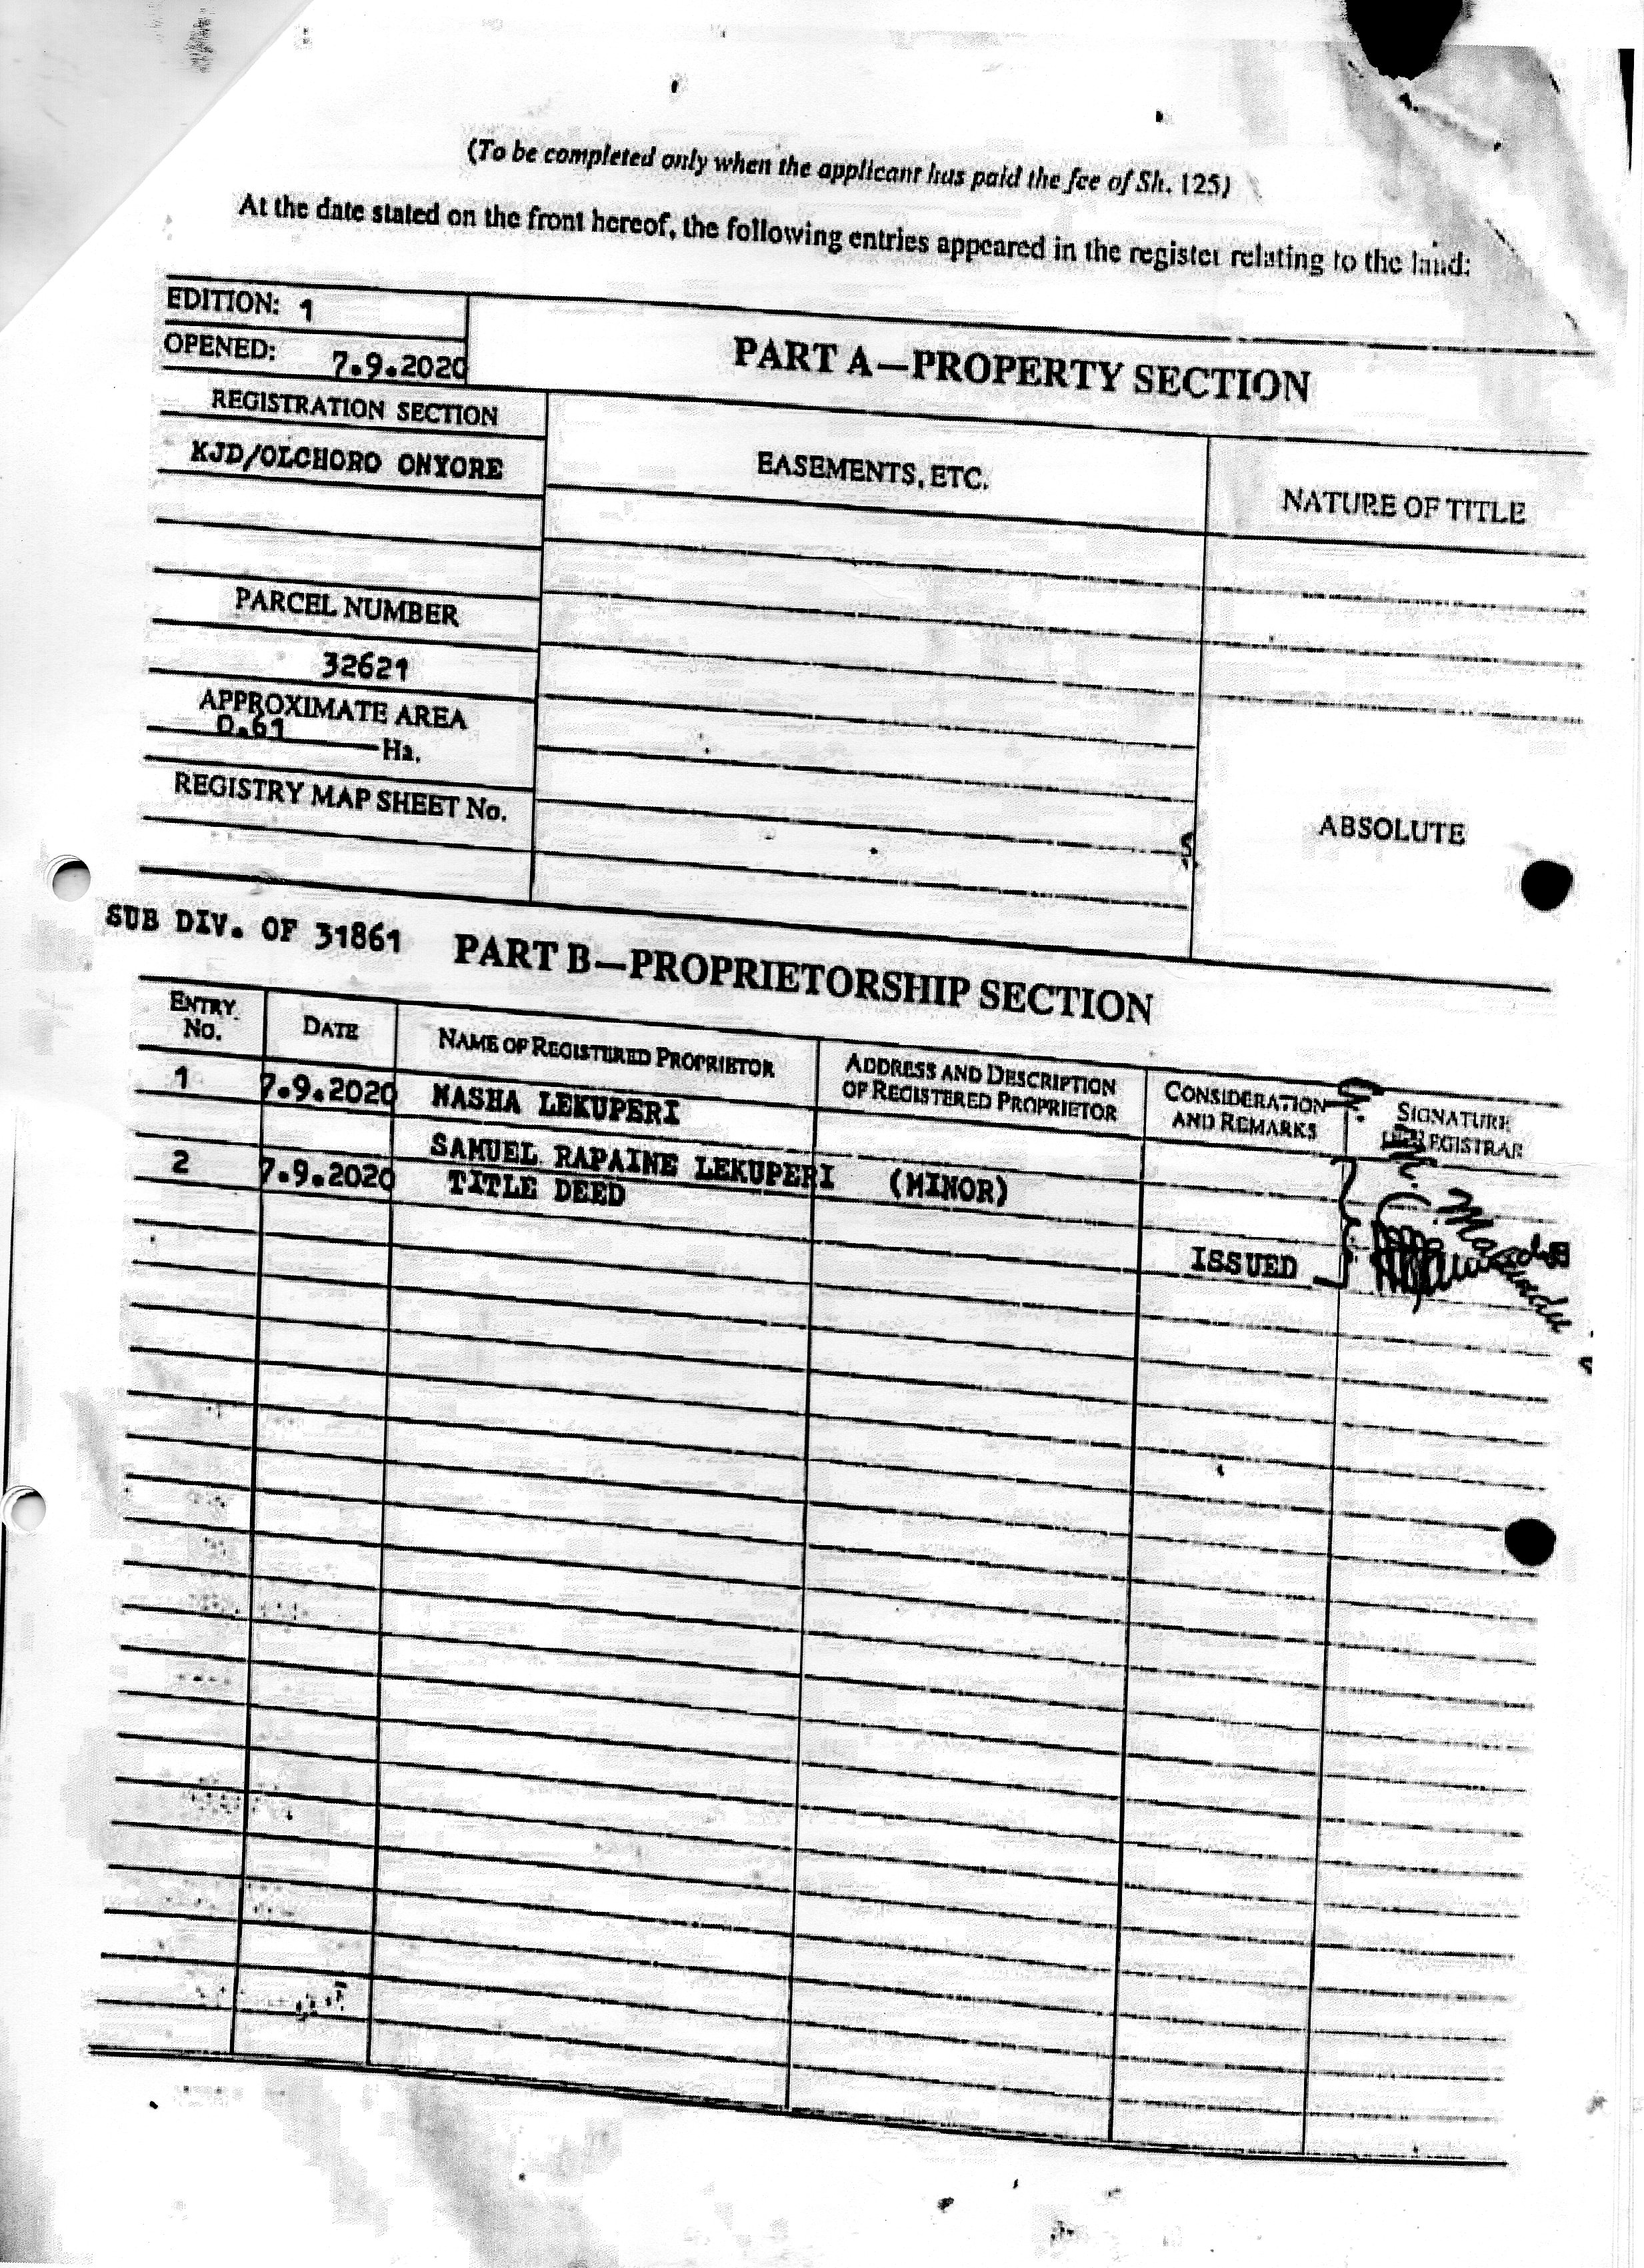 (To be completed only when the applicant has paid the fee of Sh. 125)
At the date stated on the front hereof, the following entries appeared in the register relating to the land:
EDITION: 1
OPENED: 7.9.2020
PART A—PROPERTY SECTION
REGISTRATION SECTION
KJD/OLCHORO ONYORE
EASEMENTS, ETC.
NATURE OF TITLE
PARCEL NUMBER
32621
APPROXIMATE AREA
0.61 Ha.
REGISTRY MAP SHEET No.
ABSOLUTE
SUB DIV. OF 31861
PART B—PROPRIETORSHIP SECTION
ENTRY No.
DATE
NAME OF REGISTERED PROPRIETOR
ADDRESS AND DESCRIPTION OF REGISTERED PROPRIETOR
CONSIDERATION AND REMARKS
SIGNATURE REGISTRAR
1 7.9.2020 MASHA LEKUPERI
SAMUEL RAPAINE LEKUPERI (MINOR)
2 7.9.2020 TITLE DEED
ISSUED